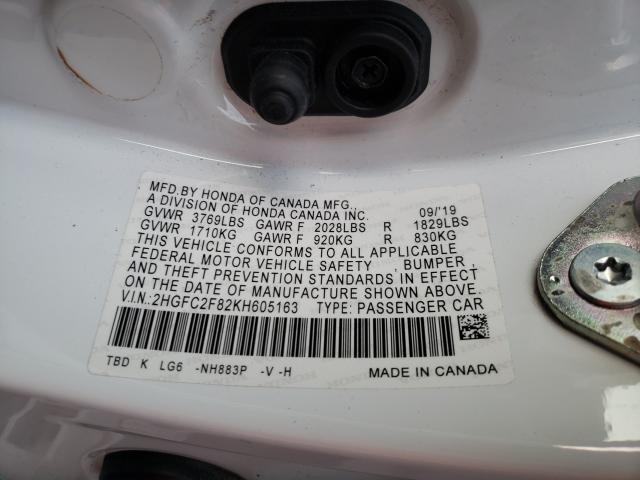 MFD.BY HONDA OF CANADA MFG.
A DIVISION OF HONDA CANADA INC. 09/'19
GVWR 3769LBS GAWR F 2028LBS R 1829LBS
GVWR 1710KG GAWR F 920KG R 830KG
THIS VEHICLE CONFORMS TO ALL APPLICABLE
FEDERAL MOTOR VEHICLE SAFETY , BUMPER ,
AND THEFT PREVENTION STANDARDS IN EFFECT
ON THE DATE OF MANUFACTURE SHOWN ABOVE.
V.I.N.:2HGFC2F82KH605163 TYPE: PASSENGER CAR
TBD K LG6 -NH883P -V -H MADE IN CANADA